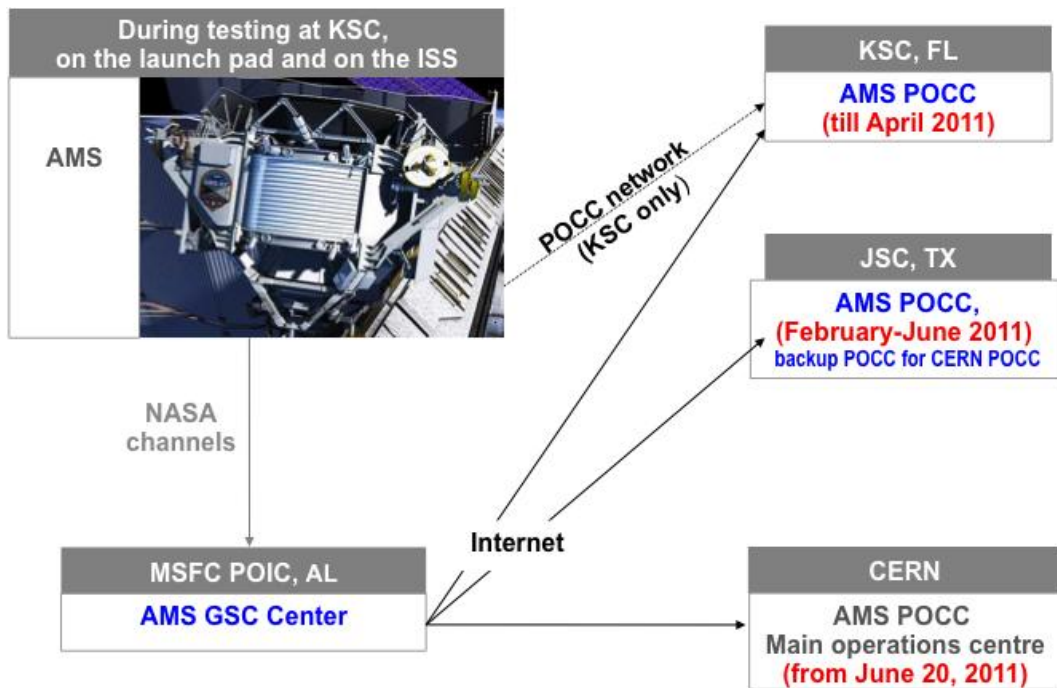 During testing at KSC,
on the launch pad and on the ISS
AMS
KSC, FL
AMS POCC
(till April 2011)
POCC network
(KSC only)
JSC, TX
AMS POCC,
(February-June 2011)
backup POCC for CERN POCC
NASA
channels
Internet
MSFC POIC, AL
AMS GSC Center
CERN
AMS POCC
Main operations centre
(from June 20, 2011)